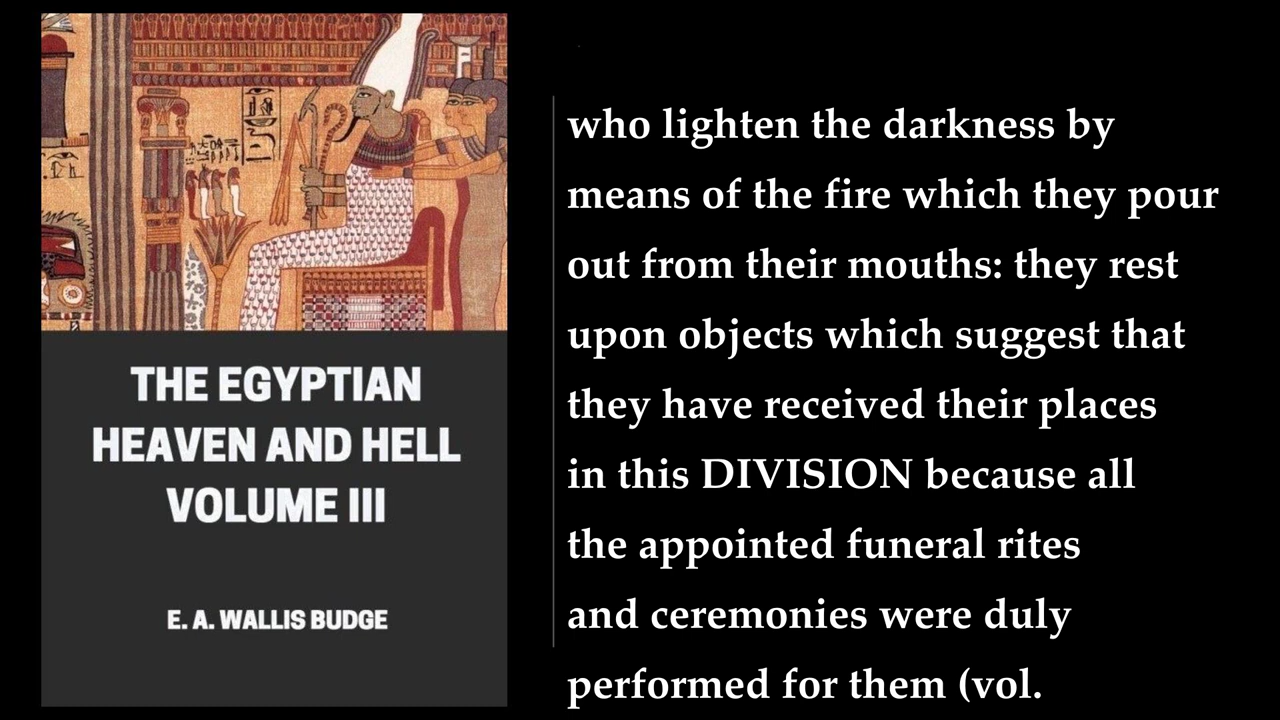 THE EGYPTIAN
HEAVEN AND HELL
VOLUME III
E. A. WALLIS BUDGE
who lighten the darkness by
means of the fire which they pour
out from their mouths: they rest
upon objects which suggest that
they have received their places
in this DIVISION because all
the appointed funeral rites
and ceremonies were duly
performed for them (vol.